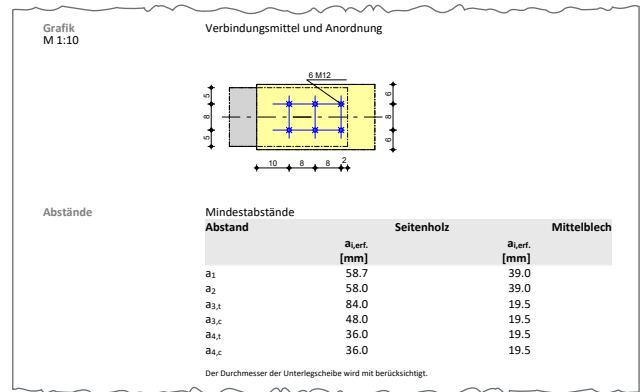 Grafik
M 1:10
Verbindungsmittel und Anordnung
6 M12
5
8
5
6
8
6
10 8 8 2
Abstände
Mindestabstände
Abstand Seitenholz Mittelblech
ai,erf. ai,erf.
[mm] [mm]
a1 58.7 39.0
a2 58.0 39.0
a3,t 84.0 19.5
a3,c 48.0 19.5
a4,t 36.0 19.5
a4,c 36.0 19.5
Der Durchmesser der Unterlegscheibe wird mit berücksichtigt.